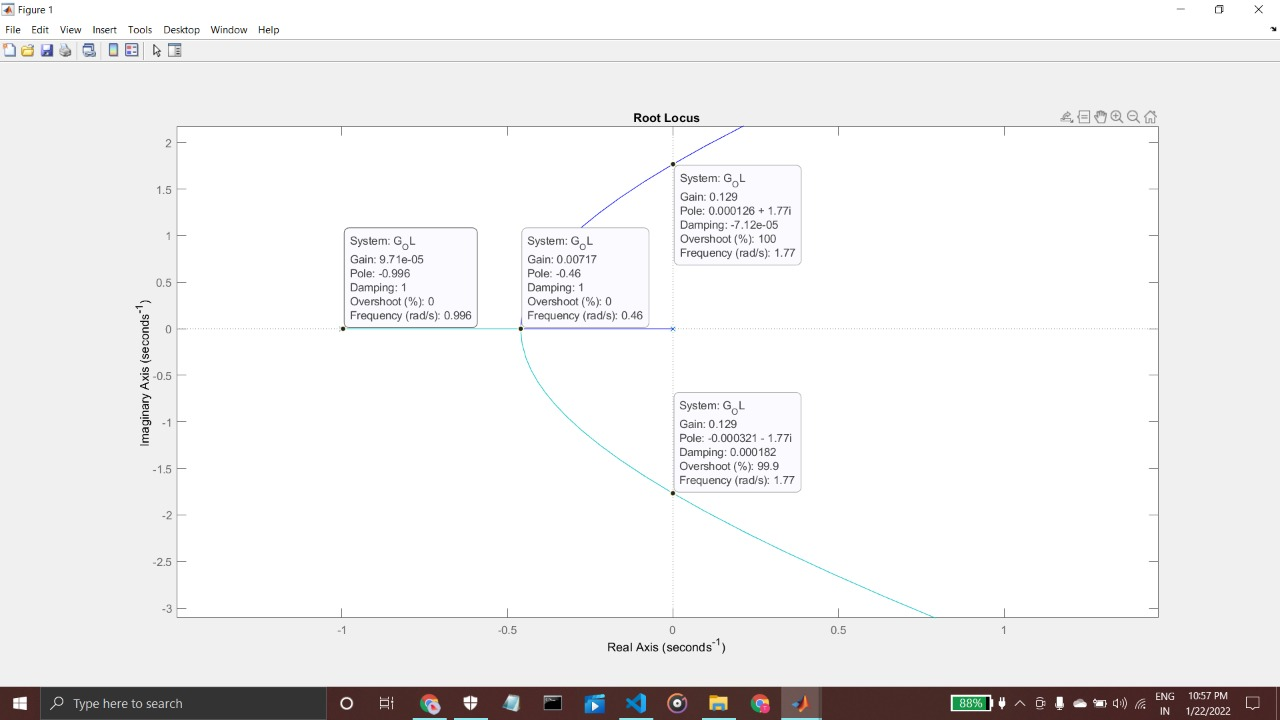 Figure 1
File Edit View Insert Tools Desktop Window Help
Root Locus
2
1.5
1
0.5
0
-0.5
-1
-1.5
-2
-2.5
-3
Imaginary Axis (seconds-1)
System: GOL
Gain: 0.129
Pole: 0.000126 + 1.77i
Damping: -7.12e-05
Overshoot (%): 100
Frequency (rad/s): 1.77
System: GOL
Gain: 9.71e-05
Pole: -0.996
Damping: 1
Overshoot (%): 0
Frequency (rad/s): 0.996
System: GOL
Gain: 0.00717
Pole: -0.46
Damping: 1
Overshoot (%): 0
Frequency (rad/s): 0.46
System: GOL
Gain: 0.129
Pole: -0.000321 - 1.77i
Damping: 0.000182
Overshoot (%): 99.9
Frequency (rad/s): 1.77
-1 -0.5 0 0.5 1
Real Axis (seconds-1)
Type here to search
88%
ENG
IN
10:57 PM
1/22/2022